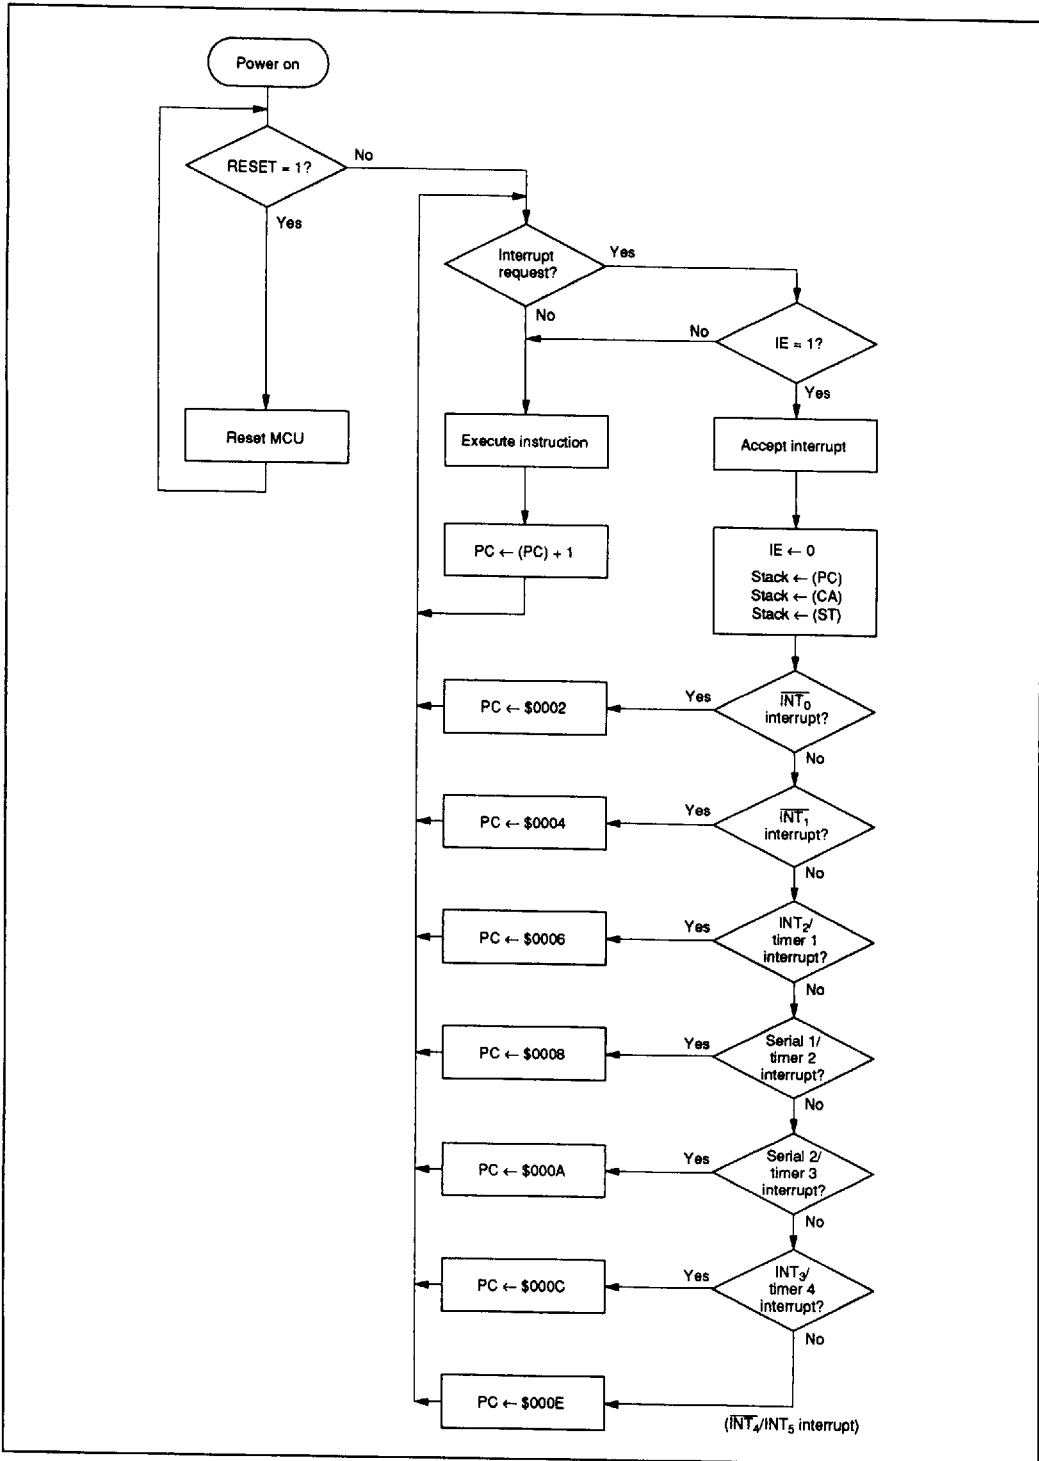 Power on
RESET = 1?
No
Yes
Interrupt
request?
Yes
No
No
IE = 1?
Yes
Reset MCU
Execute instruction
Accept interrupt
PC ← (PC) + 1
IE ← 0
Stack ← (PC)
Stack ← (CA)
Stack ← (ST)
PC ← $0002
Yes
I̅N̅T̅₀
interrupt?
No
PC ← $0004
Yes
I̅N̅T̅₁
interrupt?
No
PC ← $0006
Yes
INT₂/
timer 1
interrupt?
No
PC ← $0008
Yes
Serial 1/
timer 2
interrupt?
No
PC ← $000A
Yes
Serial 2/
timer 3
interrupt?
No
PC ← $000C
Yes
INT₃/
timer 4
interrupt?
No
PC ← $000E
(I̅N̅T̅₄/INT₅ interrupt)